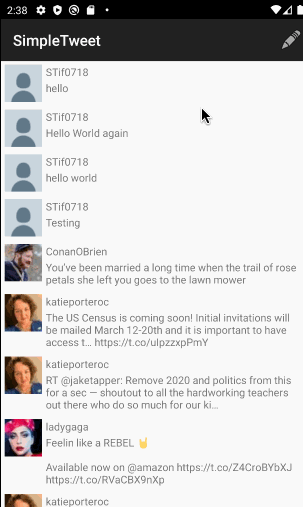 2:38
SimpleTweet
STif0718
hello
STif0718
Hello World again
STif0718
hello world
STif0718
Testing
ConanOBrien
You've been married a long time when the trail of rose
petals she left you goes to the lawn mower
katieporteroc
The US Census is coming soon! Initial invitations will
be mailed March 12-20th and it is important to have
access t… https://t.co/ulpzzxpPmY
katieporteroc
RT @jaketapper: Remove 2020 and politics from this
for a sec — shoutout to all the hardworking teachers
out there who do so much for our ki…
ladygaga
Feelin like a REBEL 🤘
Available now on @amazon https://t.co/Z4CroBYbXJ
https://t.co/RVaCBX9nXp
katieporteroc